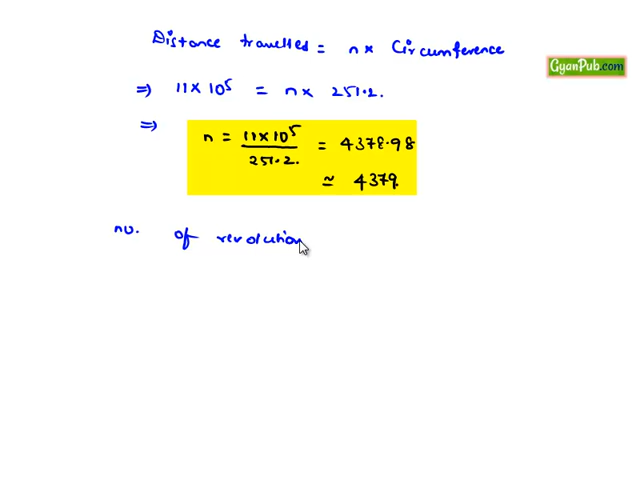 Distance travelled = n × Circumference
GyanPub.com
⇒ 11 × 10⁵ = n × 251.2.
⇒ n = 11 × 10⁵ / 251.2. = 4378.98
≃ 4379.
no. of revolution